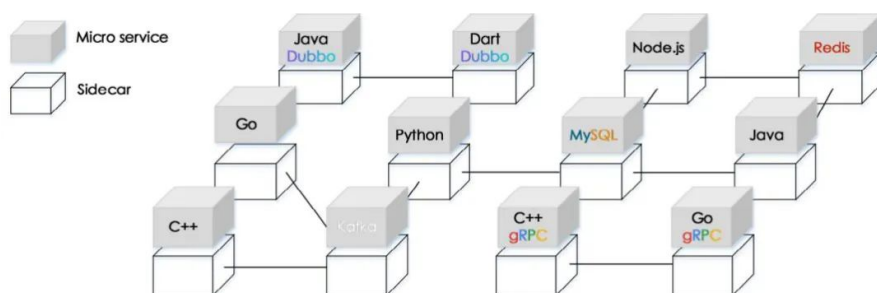 Micro service
Sidecar
Java
Dubbo
Dart
Dubbo
Node.js
Redis
Go
Python
MySQL
Java
C++
Kafka
C++
gRPC
Go
gRPC